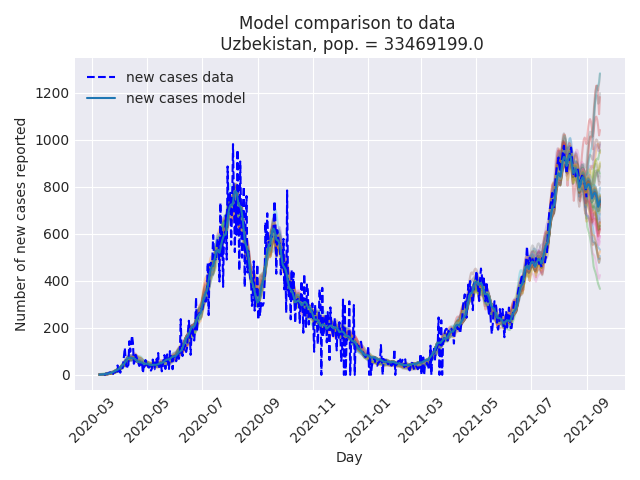 Model comparison to data
Uzbekistan, pop. = 33469199.0
new cases data
new cases model
Number of new cases reported
1200
1000
800
600
400
200
0
2020-03
2020-05
2020-07
2020-09
2020-11
2021-01
2021-03
2021-05
2021-07
2021-09
Day